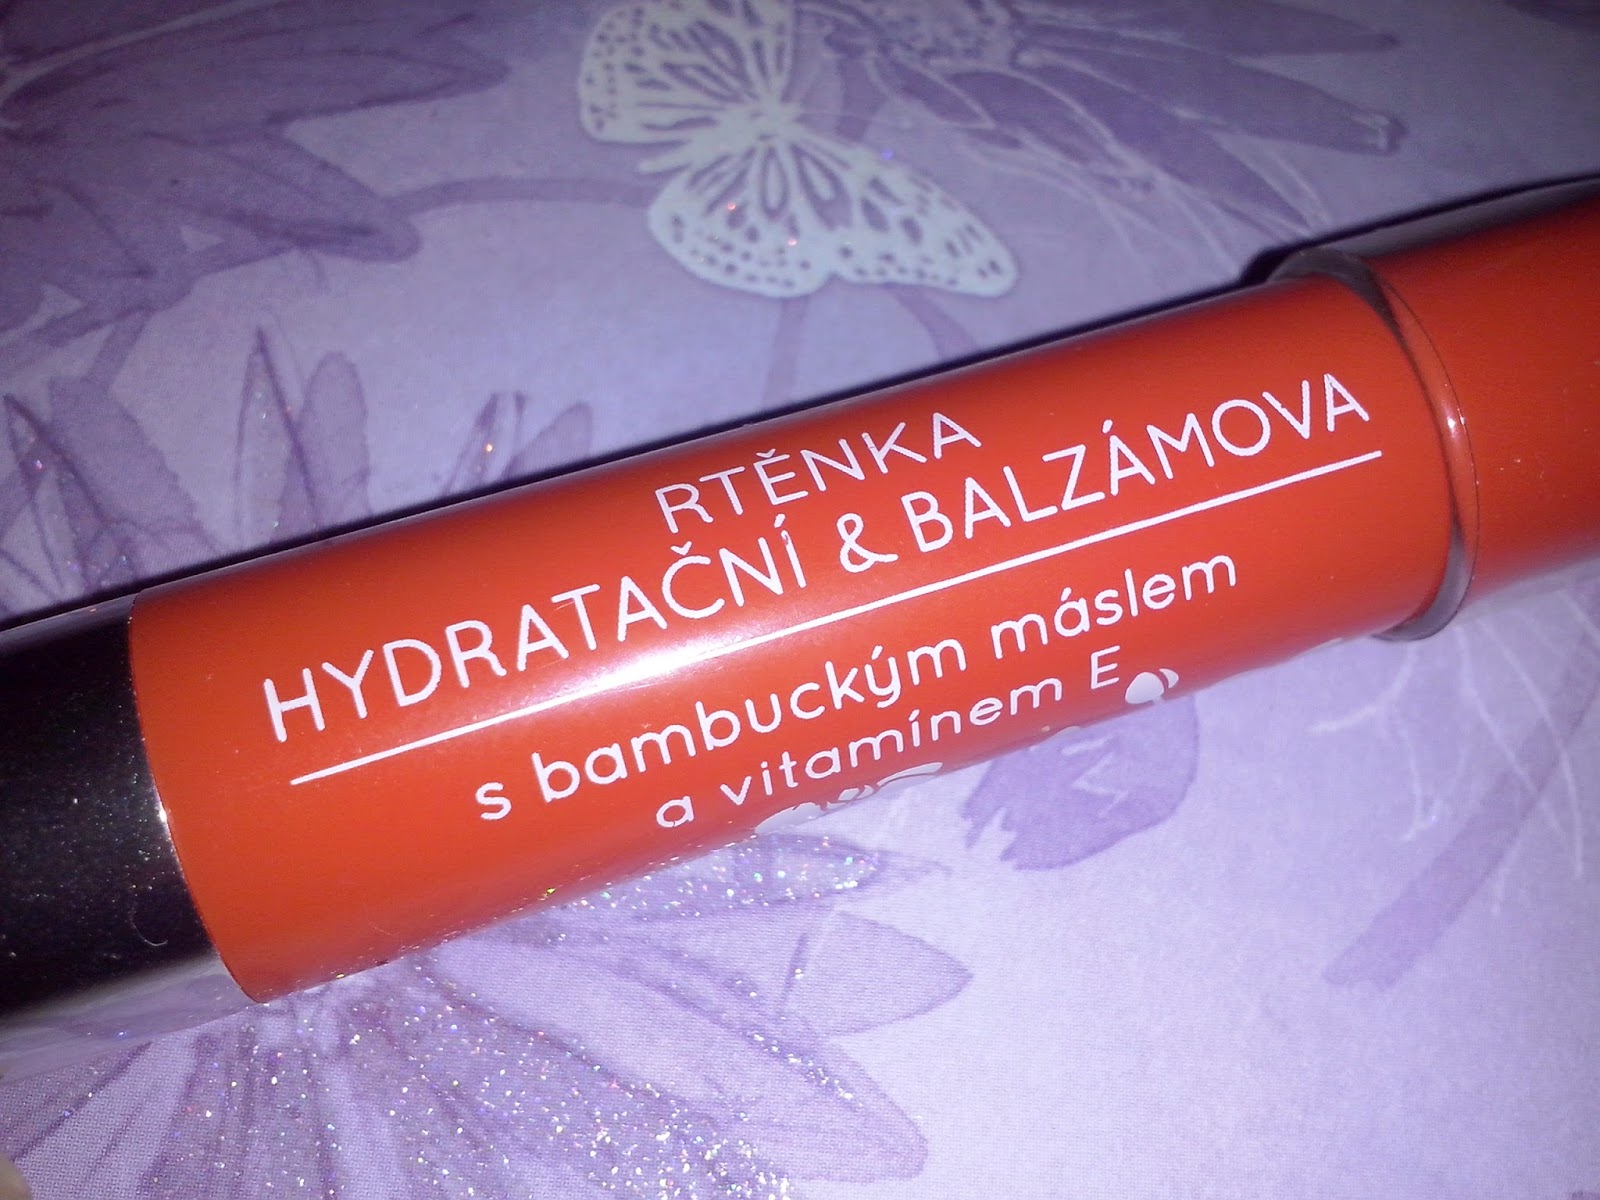 RTĚNKA
HYDRATAČNÍ & BALZÁMOVA
s bambuckým máslem
a vitamínem E